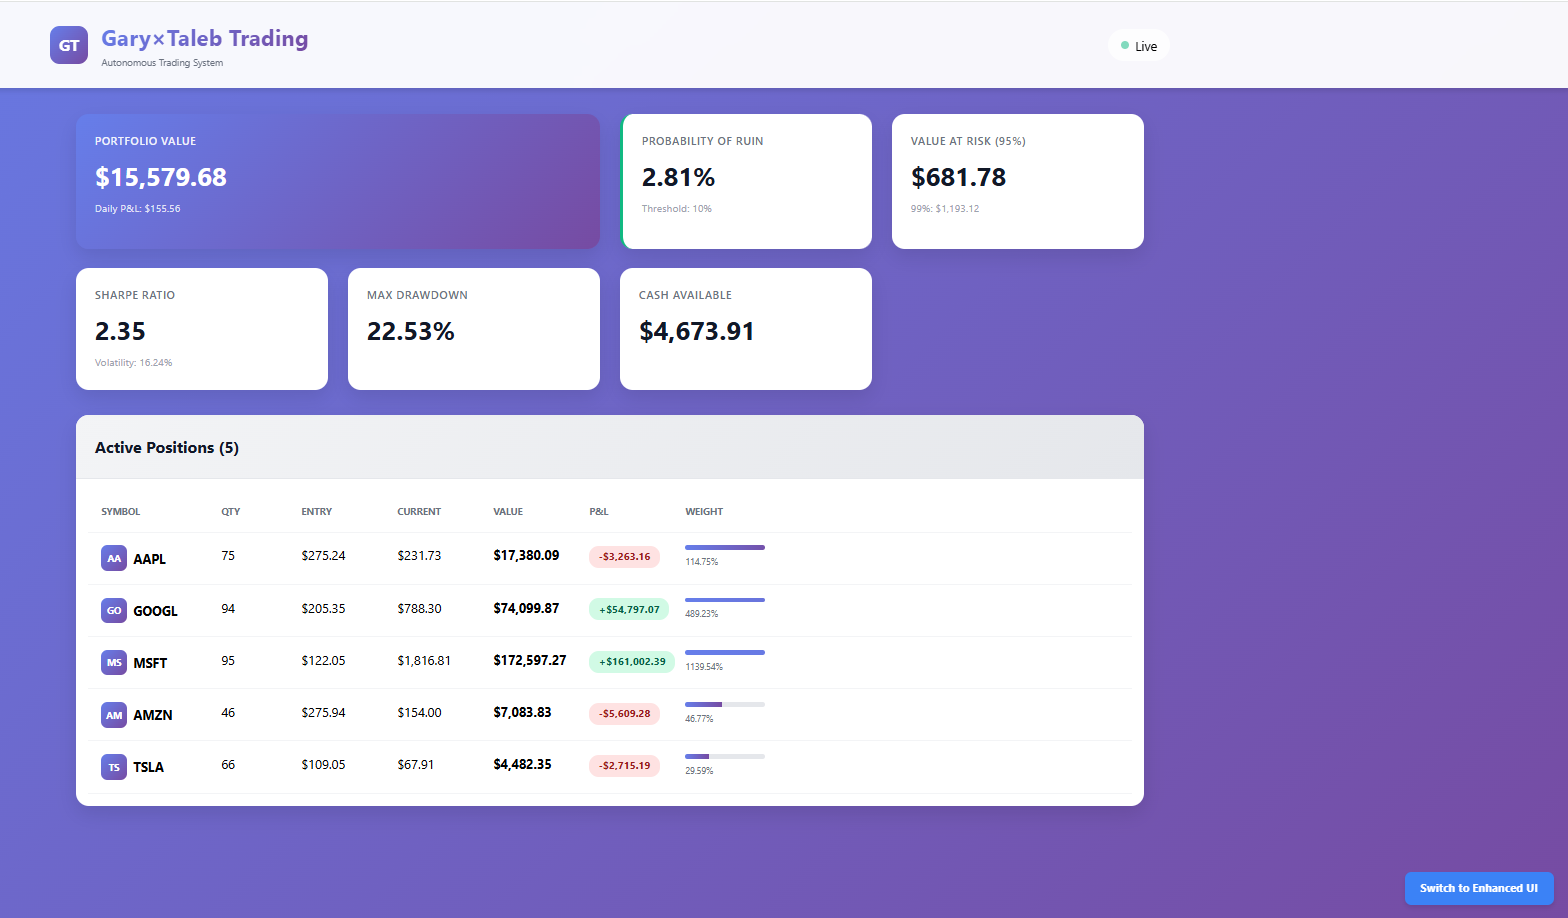 GT
Gary×Taleb Trading
Autonomous Trading System
Live
PORTFOLIO VALUE
$15,579.68
Daily P&L: $155.56
PROBABILITY OF RUIN
2.81%
Threshold: 10%
VALUE AT RISK (95%)
$681.78
99%: $1,193.12
SHARPE RATIO
2.35
Volatility: 16.24%
MAX DRAWDOWN
22.53%
CASH AVAILABLE
$4,673.91
Active Positions (5)
SYMBOL QTY ENTRY CURRENT VALUE P&L WEIGHT
AA AAPL 75 $275.24 $231.73 $17,380.09 -$3,263.16 114.75%
GO GOOGL 94 $205.35 $788.30 $74,099.87 +$54,797.07 489.23%
MS MSFT 95 $122.05 $1,816.81 $172,597.27 +$161,002.39 1139.54%
AM AMZN 46 $275.94 $154.00 $7,083.83 -$5,609.28 46.77%
TS TSLA 66 $109.05 $67.91 $4,482.35 -$2,715.19 29.59%
Switch to Enhanced UI